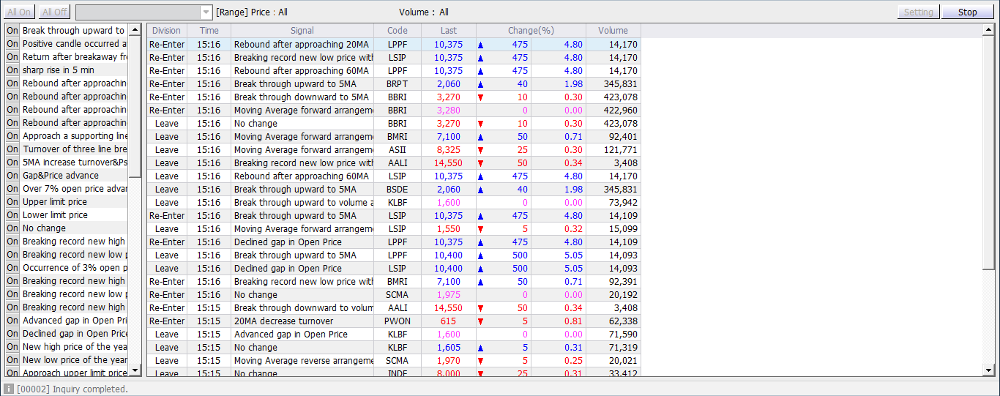 All On All Off [Range] Price : All Volume : All Setting Stop
Division Time Signal Code Last Change(%) Volume
On Break through upward to
On Positive candle occurred a
On Return after breakaway fro
On sharp rise in 5 min
On Rebound after approachin
On Rebound after approachin
On Rebound after approachin
On Rebound after approachin
On Approach a supporting line
On Turnover of three line bre
On 5MA increase turnover&Ps
On Gap&Price advance
On Over 7% open price advan
On Upper limit price
On Lower limit price
On No change
On Breaking record new high
On Breaking record new low p
On Occurrence of 3% open p
On Breaking record new high
On Breaking record new low p
On Breaking record new high
On Advanced gap in Open Pri
On Declined gap in Open Price
On New high price of the year
On New low price of the year
On Approach upper limit price
Re-Enter 15:16 Rebound after approaching 20MA LPPF 10,375 ▲ 475 4.80 14,170
Re-Enter 15:16 Breaking record new low price with LSIP 10,375 ▲ 475 4.80 14,170
Re-Enter 15:16 Rebound after approaching 60MA LPPF 10,375 ▲ 475 4.80 14,170
Re-Enter 15:16 Break through upward to 5MA BRPT 2,060 ▲ 40 1.98 345,831
Re-Enter 15:16 Break through downward to 5MA BBRI 3,270 ▼ 10 0.30 423,078
Re-Enter 15:16 Moving Average forward arrangeme BBRI 3,280 0 0.00 422,960
Leave 15:16 No change BBRI 3,270 ▼ 10 0.30 423,078
Leave 15:16 Moving Average forward arrangeme BMRI 7,100 ▲ 50 0.71 92,401
Leave 15:16 Moving Average forward arrangeme ASII 8,325 ▼ 25 0.30 121,771
Leave 15:16 Breaking record new low price with AALI 14,550 ▼ 50 0.34 3,408
Leave 15:16 Rebound after approaching 60MA LSIP 10,375 ▲ 475 4.80 14,170
Leave 15:16 Break through upward to 5MA BSDE 2,060 ▲ 40 1.98 345,831
Leave 15:16 Break through upward to volume a KLBF 1,600 0 0.00 73,942
Re-Enter 15:16 Break through upward to 5MA LSIP 10,375 ▲ 475 4.80 14,109
Leave 15:16 Moving Average forward arrangeme LSIP 1,550 ▼ 5 0.32 15,099
Re-Enter 15:16 Declined gap in Open Price LPPF 10,375 ▲ 475 4.80 14,109
Leave 15:16 Break through upward to 5MA LPPF 10,400 ▲ 500 5.05 14,093
Leave 15:16 Declined gap in Open Price LSIP 10,400 ▲ 500 5.05 14,093
Re-Enter 15:16 Breaking record new low price with BMRI 7,100 ▲ 50 0.71 92,391
Re-Enter 15:16 No change SCMA 1,975 0 0.00 20,192
Re-Enter 15:15 Break through downward to volum AALI 14,550 ▼ 50 0.34 3,408
Re-Enter 15:15 20MA decrease turnover PWON 615 ▼ 5 0.81 62,338
Leave 15:15 Advanced gap in Open Price KLBF 1,600 0 0.00 71,590
Leave 15:15 No change KLBF 1,605 ▲ 5 0.31 71,319
Leave 15:15 Moving Average reverse arrangeme SCMA 1,970 ▼ 5 0.25 20,021
Leave 15:15 No change INDF 8,000 ▼ 25 0.31 33,412
[00002] Inquiry completed.